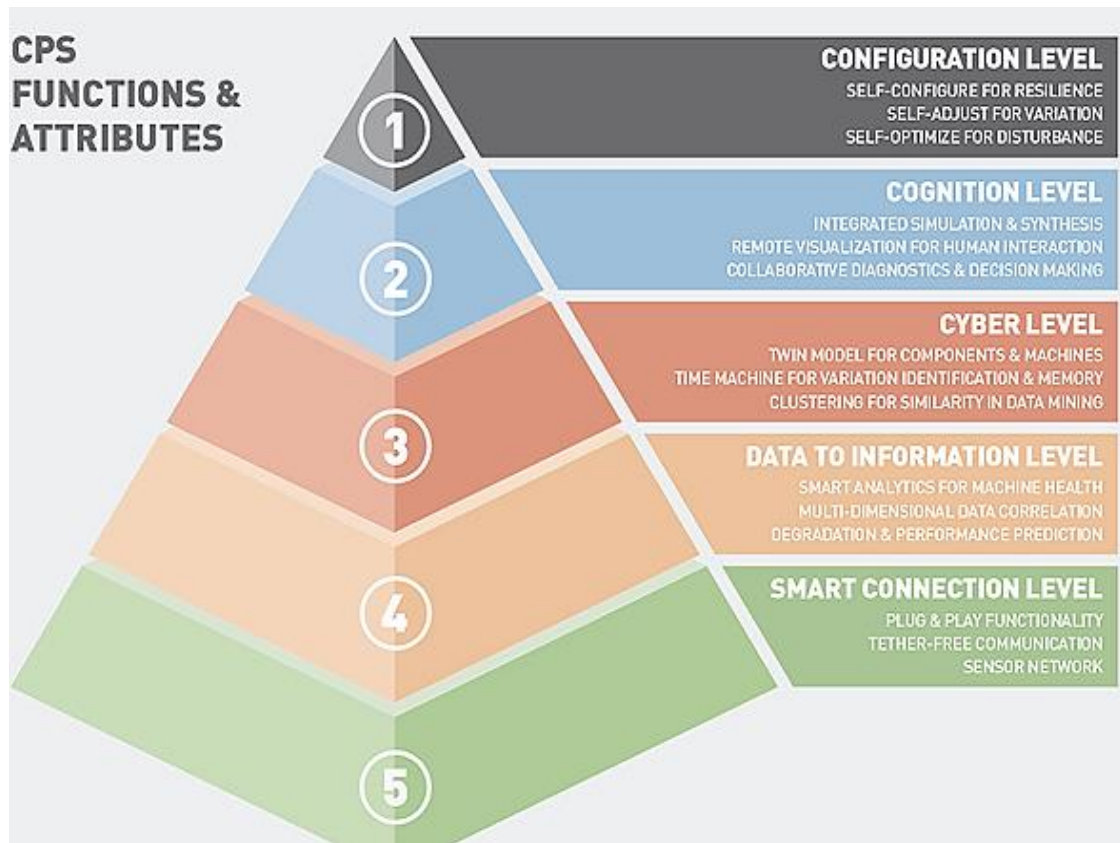 CPS
FUNCTIONS &
ATTRIBUTES
1
CONFIGURATION LEVEL
SELF-CONFIGURE FOR RESILIENCE
SELF-ADJUST FOR VARIATION
SELF-OPTIMIZE FOR DISTURBANCE
2
COGNITION LEVEL
INTEGRATED SIMULATION & SYNTHESIS
REMOTE VISUALIZATION FOR HUMAN INTERACTION
COLLABORATIVE DIAGNOSTICS & DECISION MAKING
3
CYBER LEVEL
TWIN MODEL FOR COMPONENTS & MACHINES
TIME MACHINE FOR VARIATION IDENTIFICATION & MEMORY
CLUSTERING FOR SIMILARITY IN DATA MINING
4
DATA TO INFORMATION LEVEL
SMART ANALYTICS FOR MACHINE HEALTH
MULTI-DIMENSIONAL DATA CORRELATION
DEGRADATION & PERFORMANCE PREDICTION
5
SMART CONNECTION LEVEL
PLUG & PLAY FUNCTIONALITY
TETHER-FREE COMMUNICATION
SENSOR NETWORK